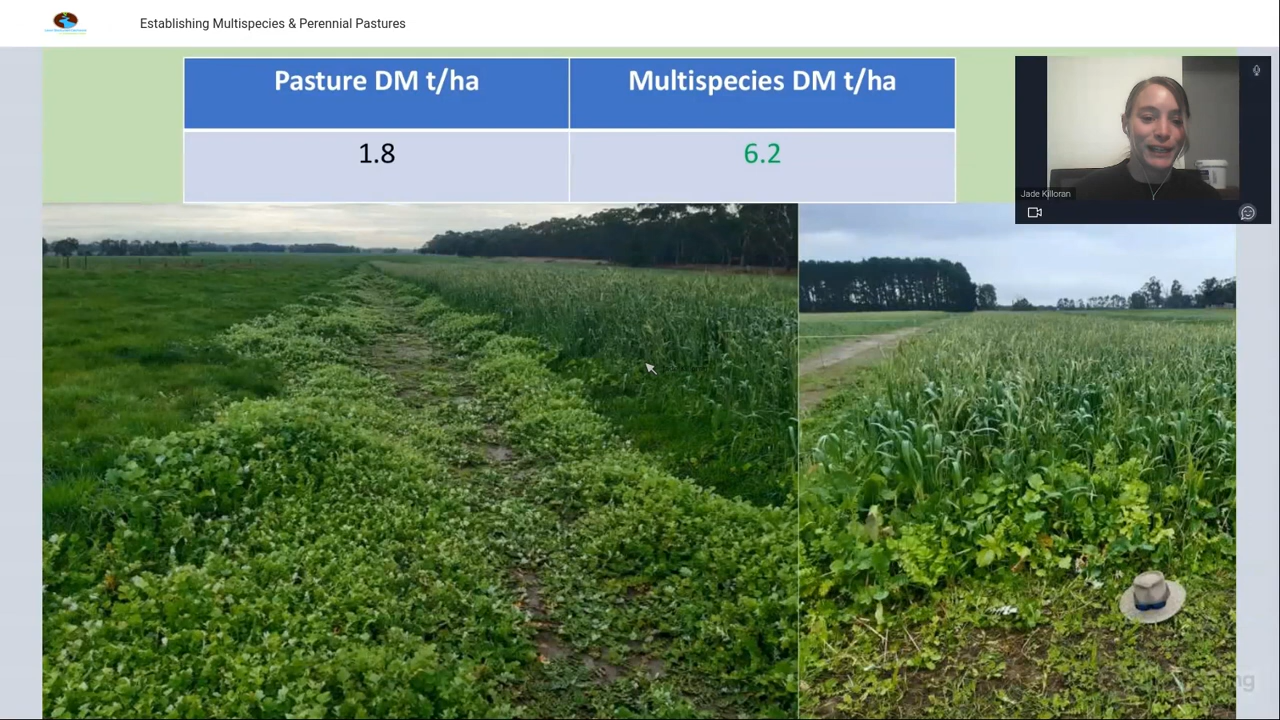 Establishing Multispecies & Perennial Pastures
Pasture DM t/ha
Multispecies DM t/ha
1.8
6.2
Jade Killoran